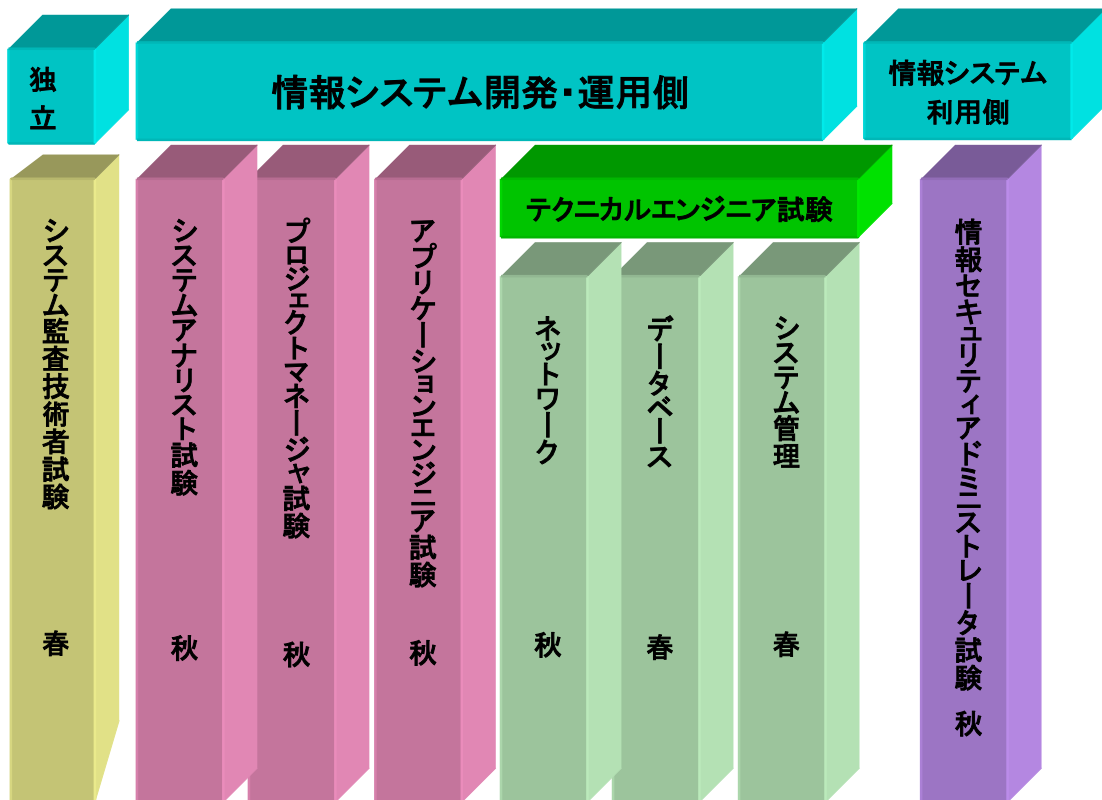 独
立
情報システム開発・運用側
情報システム
利用側
テクニカルエンジニア試験
システム監査技術者試験 春
システムアナリスト試験 秋
プロジェクトマネージャ試験 秋
アプリケーションエンジニア試験 秋
ネットワーク 秋
データベース 春
システム管理 春
情報セキュリティアドミニストレータ試験 秋